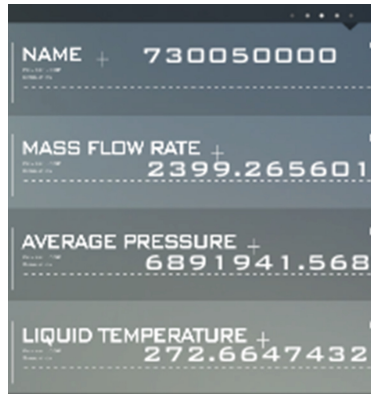 NAME + 730050000
MASS FLOW RATE +
2399.265601
AVERAGE PRESSURE +
6891941.568
LIQUID TEMPERATURE +
272.6647432